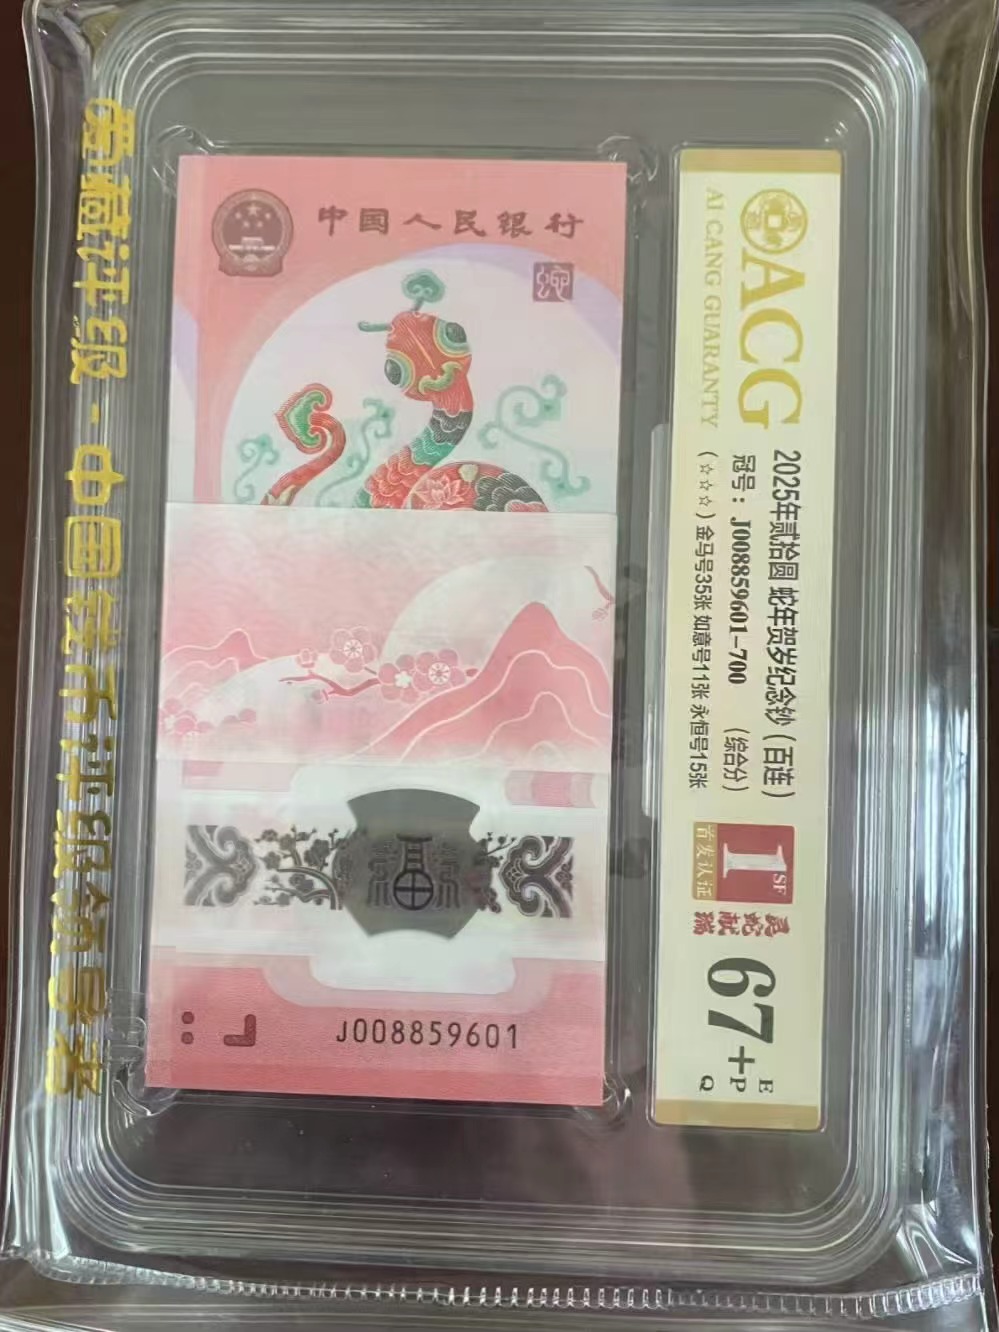 爱藏评级-中国钱币评级领导者
中国人民银行
J008859601
ACG
AI CANG GUARANTY
2025年贰拾圆 蛇年贺岁纪念钞（百连）
冠号：J008859601-700 （综合分）
（☆☆☆）金马号35张 如意号11张 永恒号15张
1
SF
首发认证
灵蛇献瑞
67+
E
P
Q